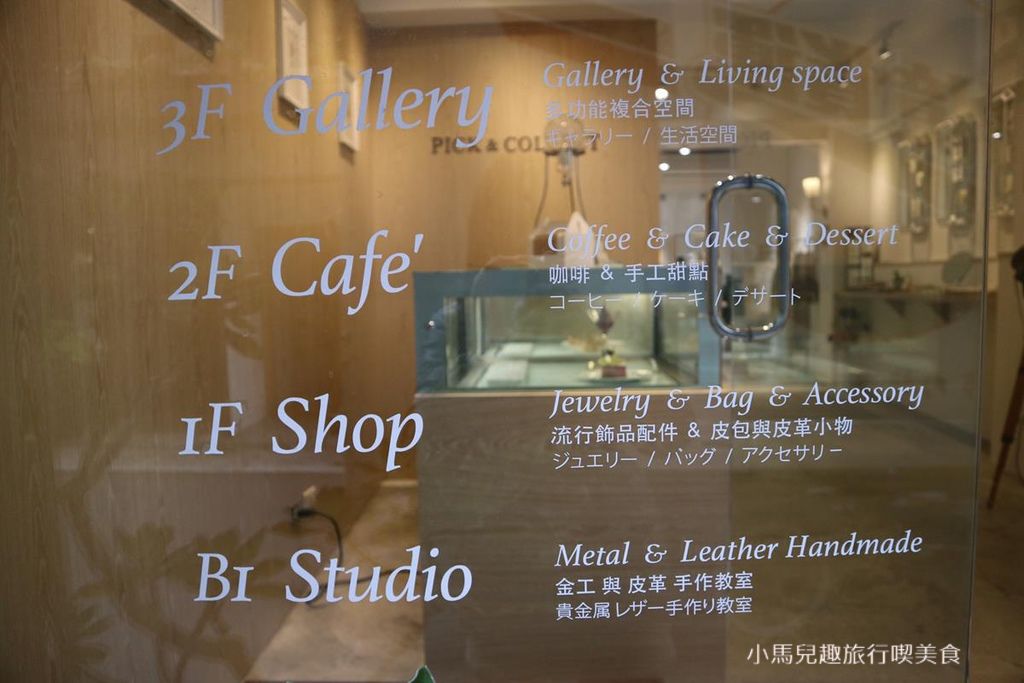 3F Gallery
Gallery & Living space
多功能複合空間
ギャラリー / 生活空間
PICK & COL
2F Cafe'
Coffee & Cake & Dessert
咖啡 & 手工甜點
コーヒー / ケーキ / デザート
1F Shop
Jewelry & Bag & Accessory
流行飾品配件 & 皮包與皮革小物
ジュエリー / バッグ / アクセサリー
B1 Studio
Metal & Leather Handmade
金工 與 皮革 手作教室
貴金属 レザー手作り教室
小馬兒趣旅行喫美食